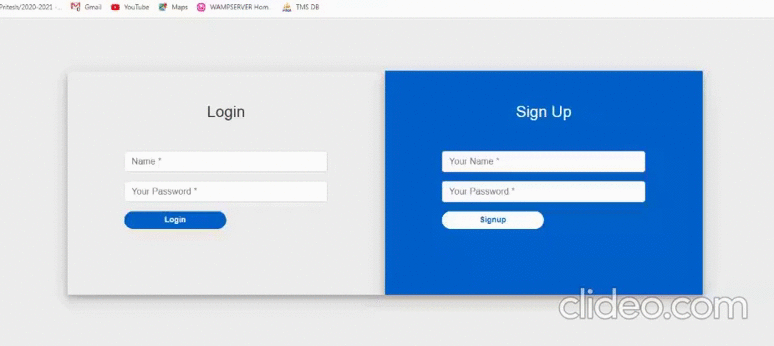 Pritesh/2020-2021 -... Gmail YouTube Maps WAMPSERVER Hom.. TMS DB
Login
Name *
Your Password *
Login
Sign Up
Your Name *
Your Password *
Signup
clideo.com